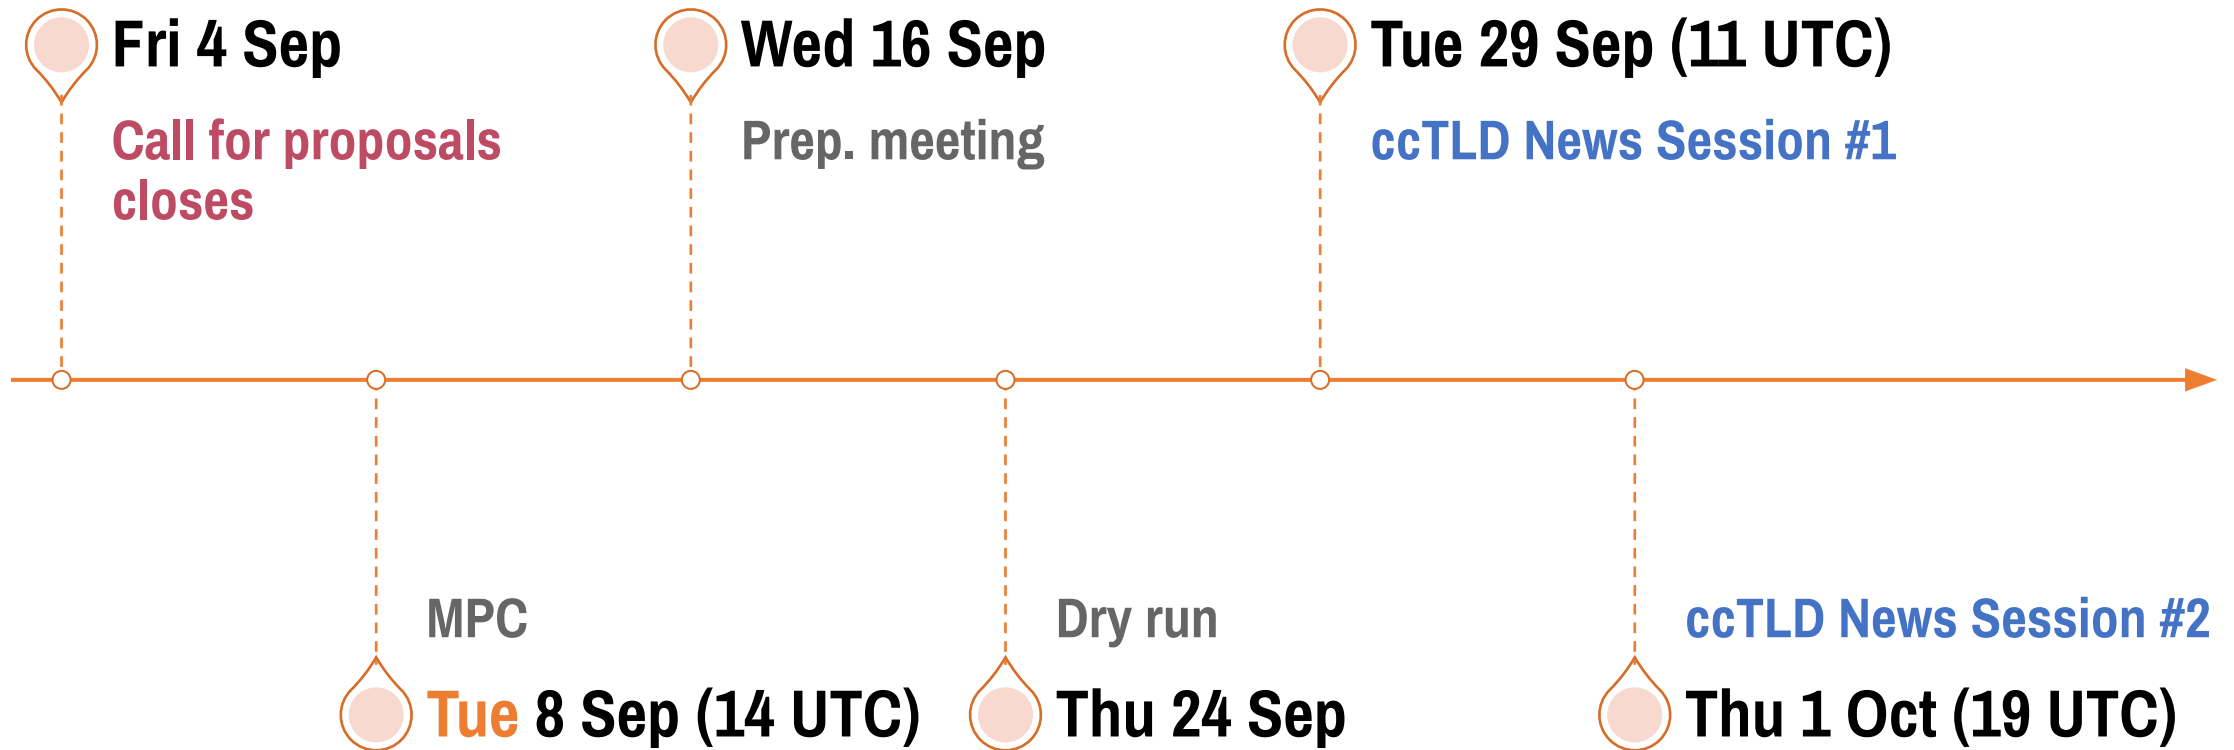 Fri 4 Sep
Call for proposals
closes
Wed 16 Sep
Prep. meeting
Tue 29 Sep (11 UTC)
ccTLD News Session #1
MPC
Tue 8 Sep (14 UTC)
Dry run
Thu 24 Sep
ccTLD News Session #2
Thu 1 Oct (19 UTC)